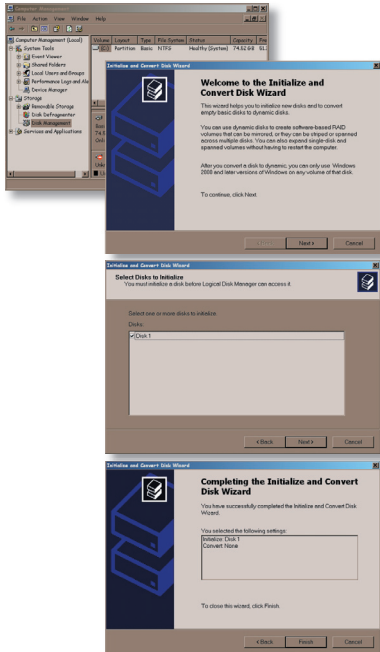 Computer Management
File Action View Window Help
Computer Management (Local)
System Tools
Event Viewer
Shared Folders
Local Users and Groups
Performance Logs and Ale
Device Manager
Storage
Removable Storage
Disk Defragmenter
Disk Management
Services and Applications
Volume Layout Type File System Status Capacity
(C:) Partition Basic NTFS Healthy (System) 74.52 GB
Initialize and Convert Disk Wizard
Welcome to the Initialize and
Convert Disk Wizard
This wizard helps you to initialize new disks and to convert
empty basic disks to dynamic disks.
You can use dynamic disks to create software-based RAID
volumes that can be mirrored, or they can be striped or spanned
across multiple disks. You can also expand single-disk and
spanned volumes without having to restart the computer.
After you convert a disk to dynamic, you can only use Windows
2000 and later versions of Windows on any volume of that disk.
To continue, click Next.
< Back Next > Cancel
Initialize and Convert Disk Wizard
Select Disks to Initialize
You must initialize a disk before Logical Disk Manager can access it.
Select one or more disks to initialize.
Disks:
Disk 1
< Back Next > Cancel
Initialize and Convert Disk Wizard
Completing the Initialize and Convert
Disk Wizard
You have successfully completed the Initialize and Convert Disk
Wizard.
You selected the following settings:
Initialize: Disk 1
Convert: None
To close this wizard, click Finish.
< Back Finish Cancel